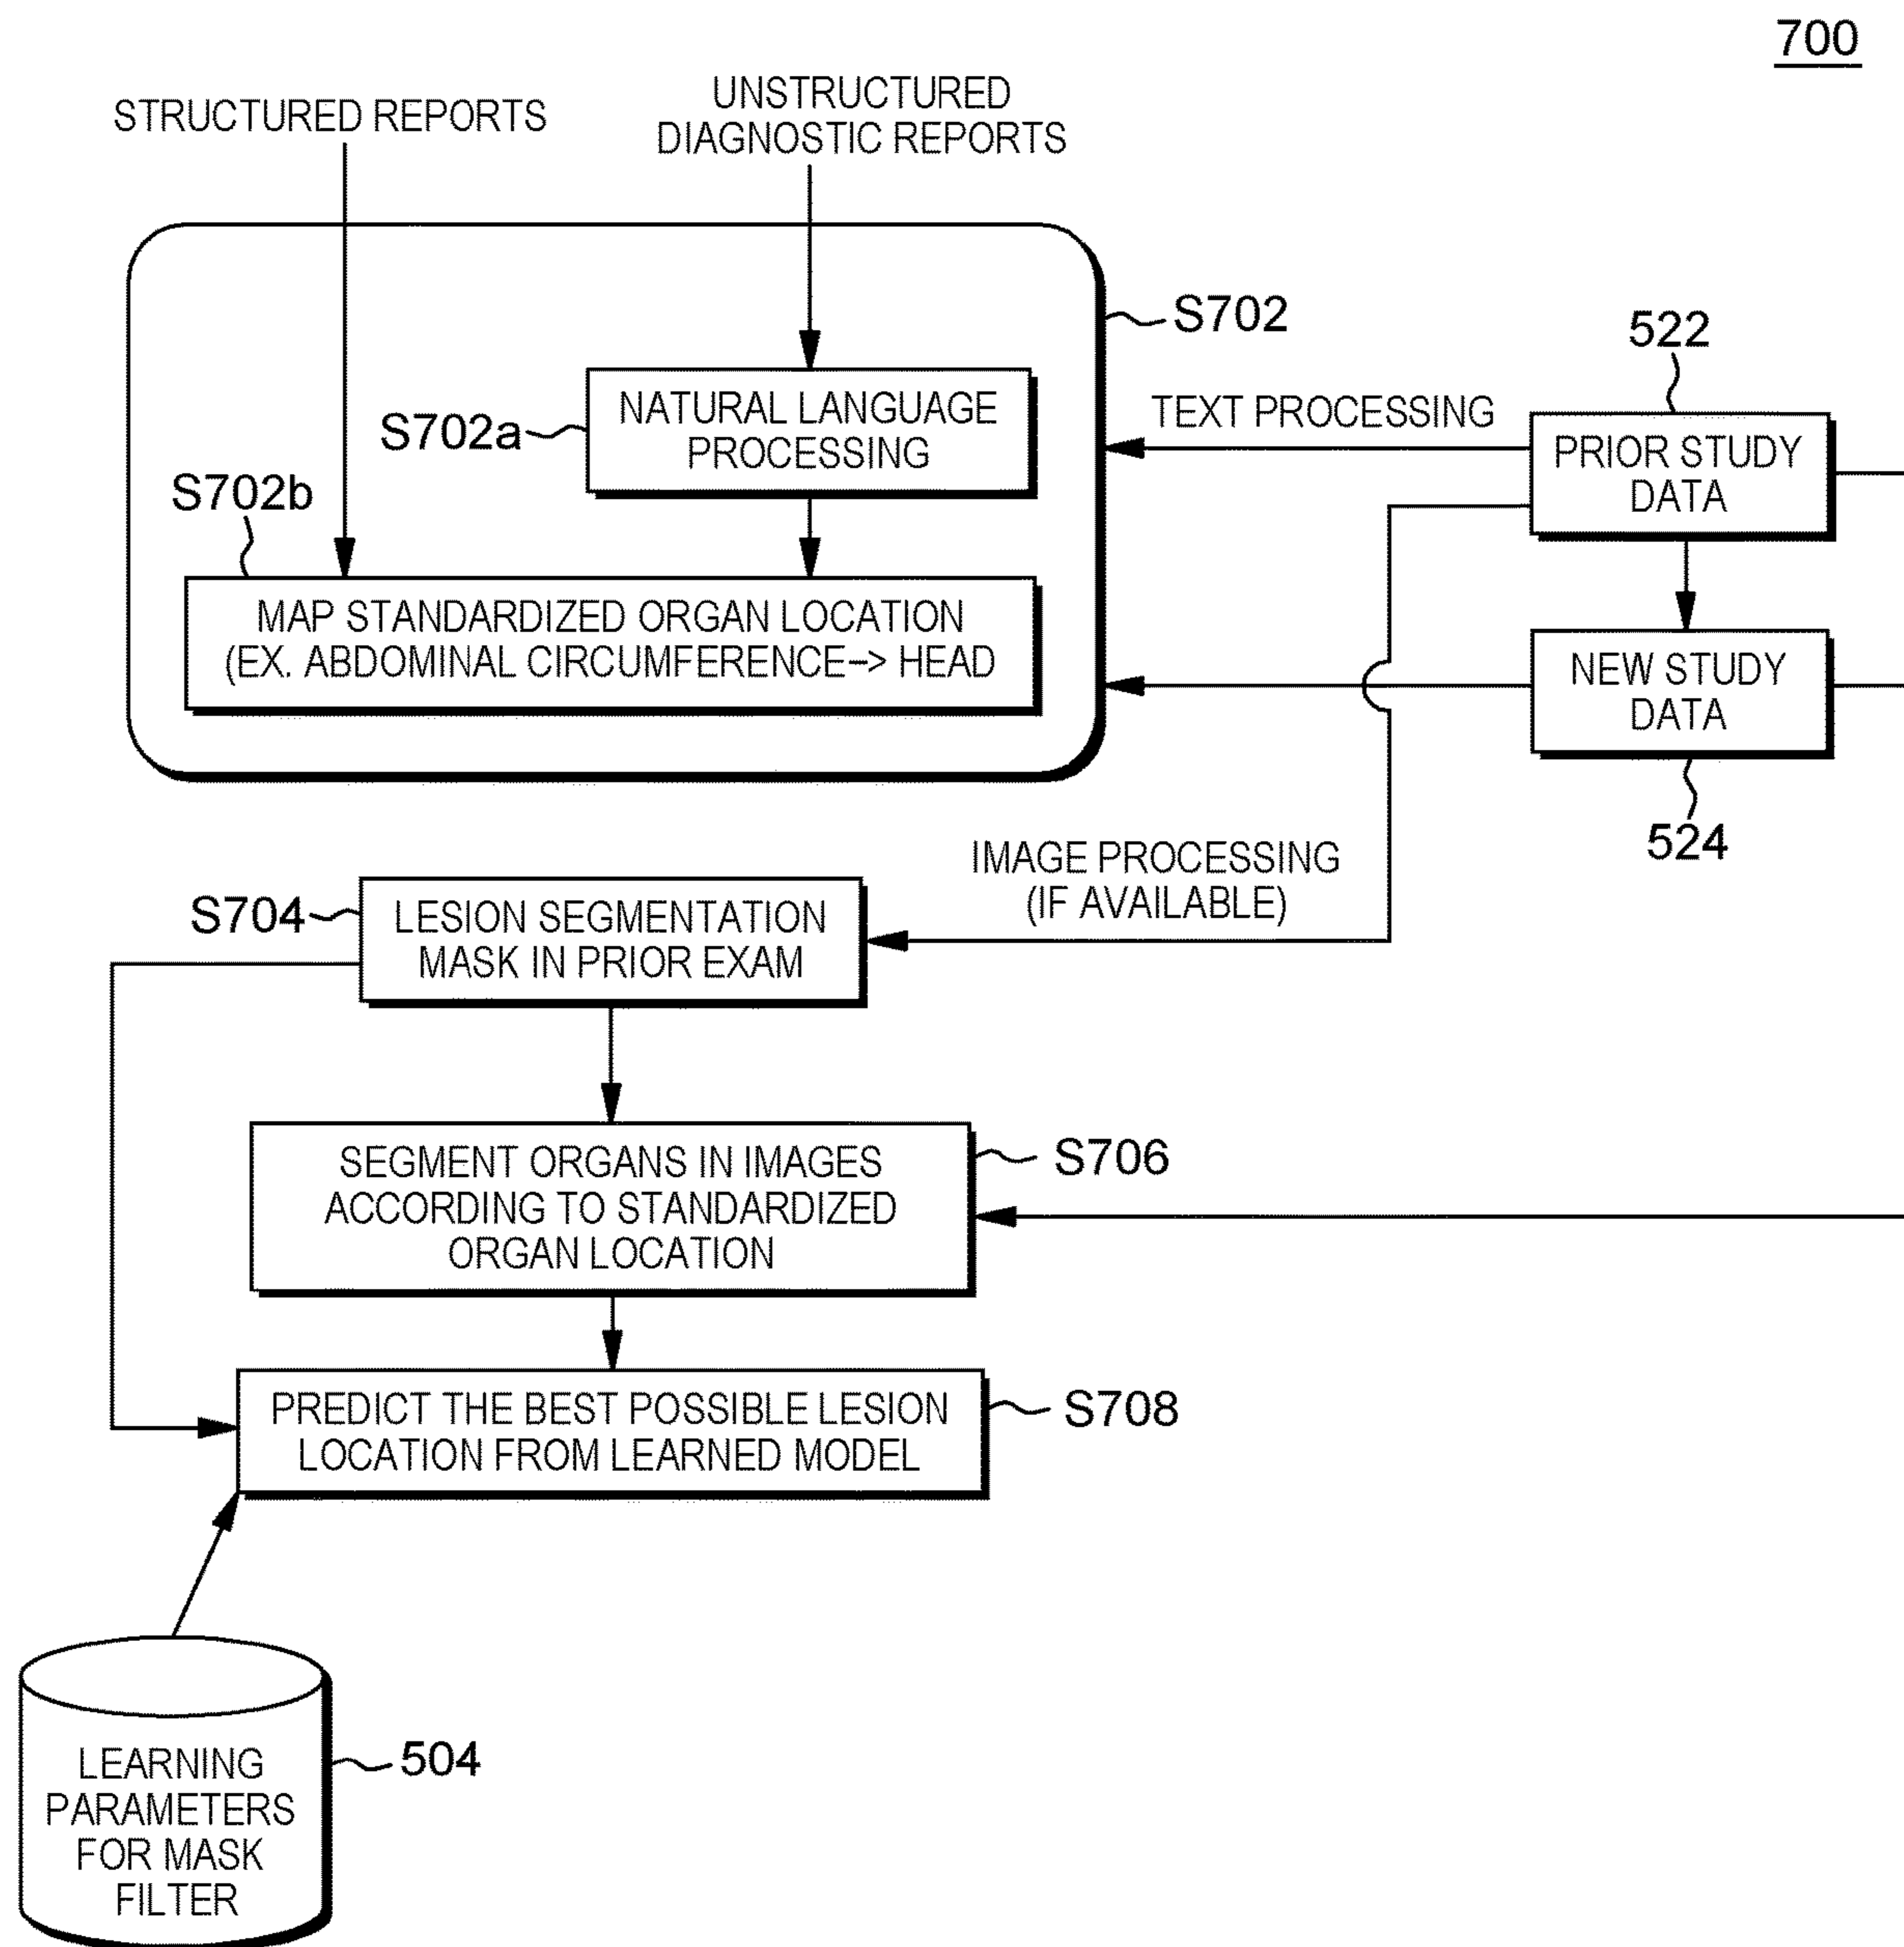 700
STRUCTURED REPORTS
UNSTRUCTURED
DIAGNOSTIC REPORTS
S702
S702a
NATURAL LANGUAGE
PROCESSING
S702b
MAP STANDARDIZED ORGAN LOCATION
(EX. ABDOMINAL CIRCUMFERENCE–> HEAD
TEXT PROCESSING
522
PRIOR STUDY
DATA
NEW STUDY
DATA
524
IMAGE PROCESSING
(IF AVAILABLE)
S704
LESION SEGMENTATION
MASK IN PRIOR EXAM
SEGMENT ORGANS IN IMAGES
ACCORDING TO STANDARDIZED
ORGAN LOCATION
S706
PREDICT THE BEST POSSIBLE LESION
LOCATION FROM LEARNED MODEL
S708
LEARNING
PARAMETERS
FOR MASK
FILTER
504